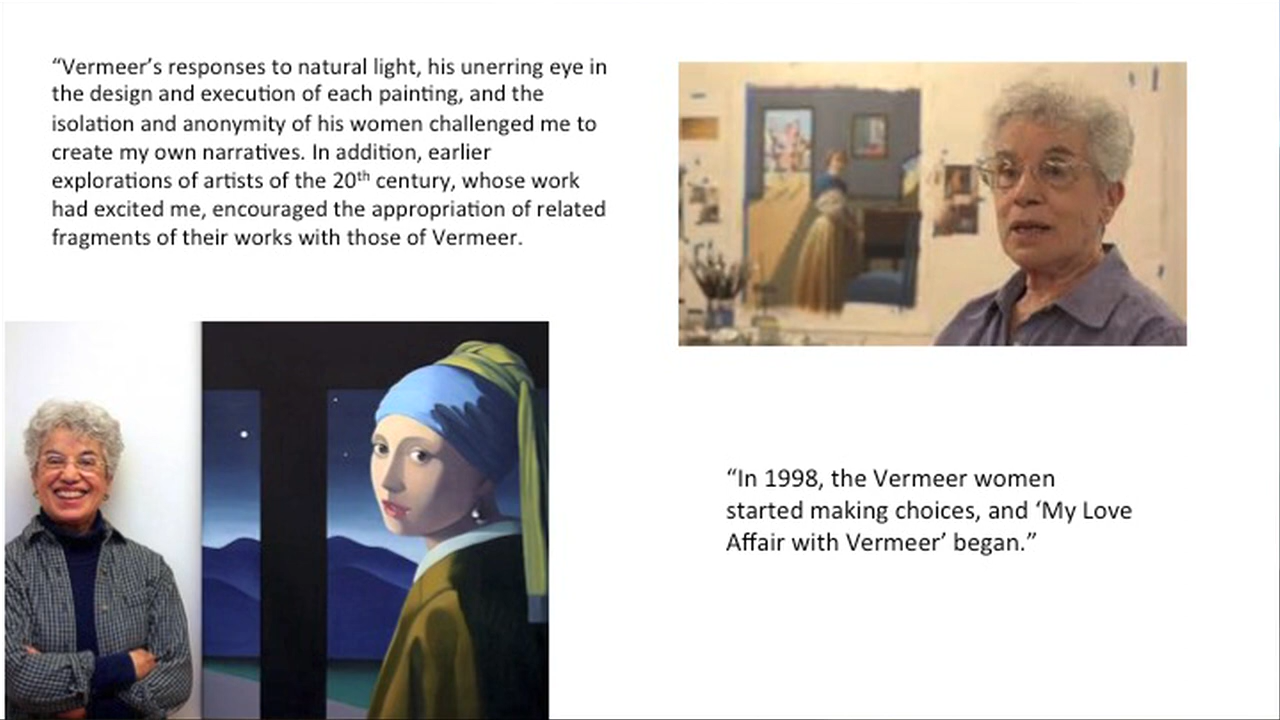 “Vermeer’s responses to natural light, his unerring eye in
the design and execution of each painting, and the
isolation and anonymity of his women challenged me to
create my own narratives. In addition, earlier
explorations of artists of the 20th century, whose work
had excited me, encouraged the appropriation of related
fragments of their works with those of Vermeer.
“In 1998, the Vermeer women
started making choices, and ‘My Love
Affair with Vermeer’ began.”